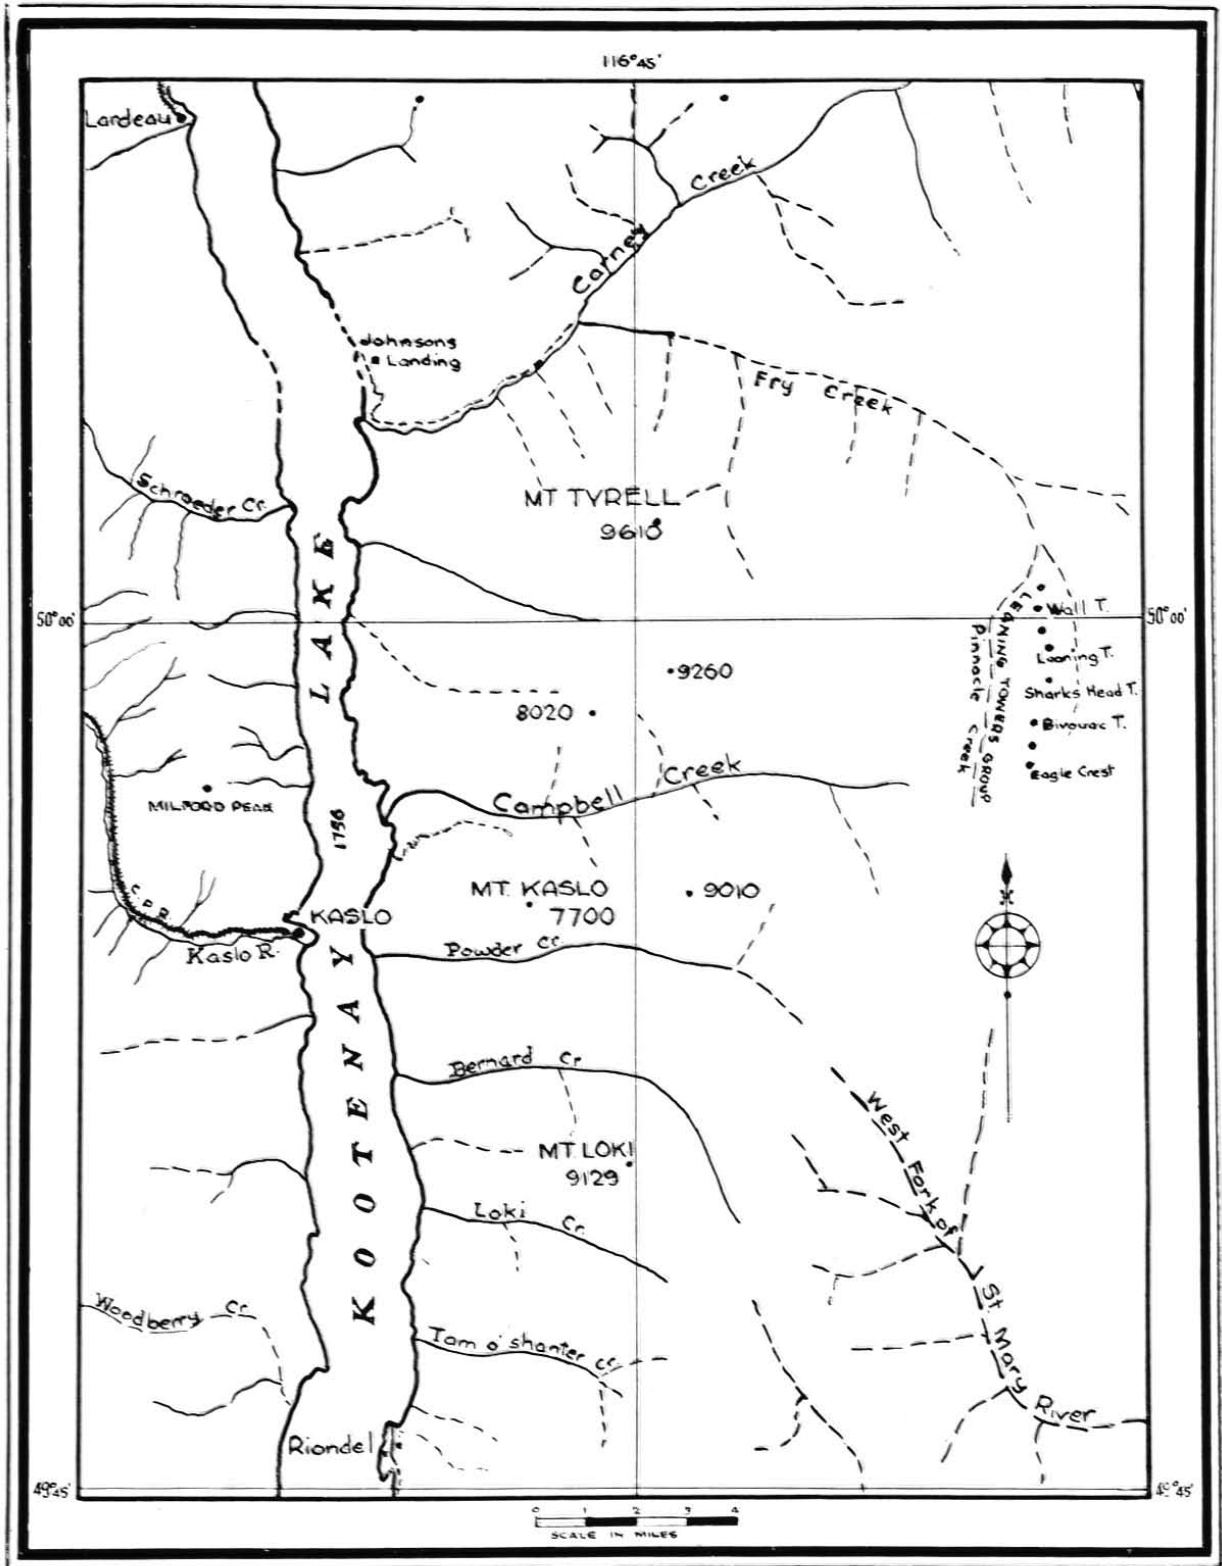 116°45'
Lardeau
Creek
Carney
Johnsons
Landing
Fry Creek
Schroeder Cr.
MT TYRELL
9610
LAKE
50°00'
50°00'
Wall T.
LEANING TOWERS GROUP
Pinnacle Creek
Leaning T.
Sharks Head T.
Bivouac T.
Eagle Crest
9260
8020
Campbell Creek
MILFORD PEAK
1756
MT. KASLO
7700
9010
C.P.R.
KASLO
Kaslo R.
Powder Cr.
KOOTENAY
Bernard Cr
MT. LOKI
9129
West Fork of St. Mary River
Loki Cr.
Woodberry Cr.
Tam o'shanter cr.
Riondel
49°45'
49°45'
0 1 2 3 4
SCALE IN MILES